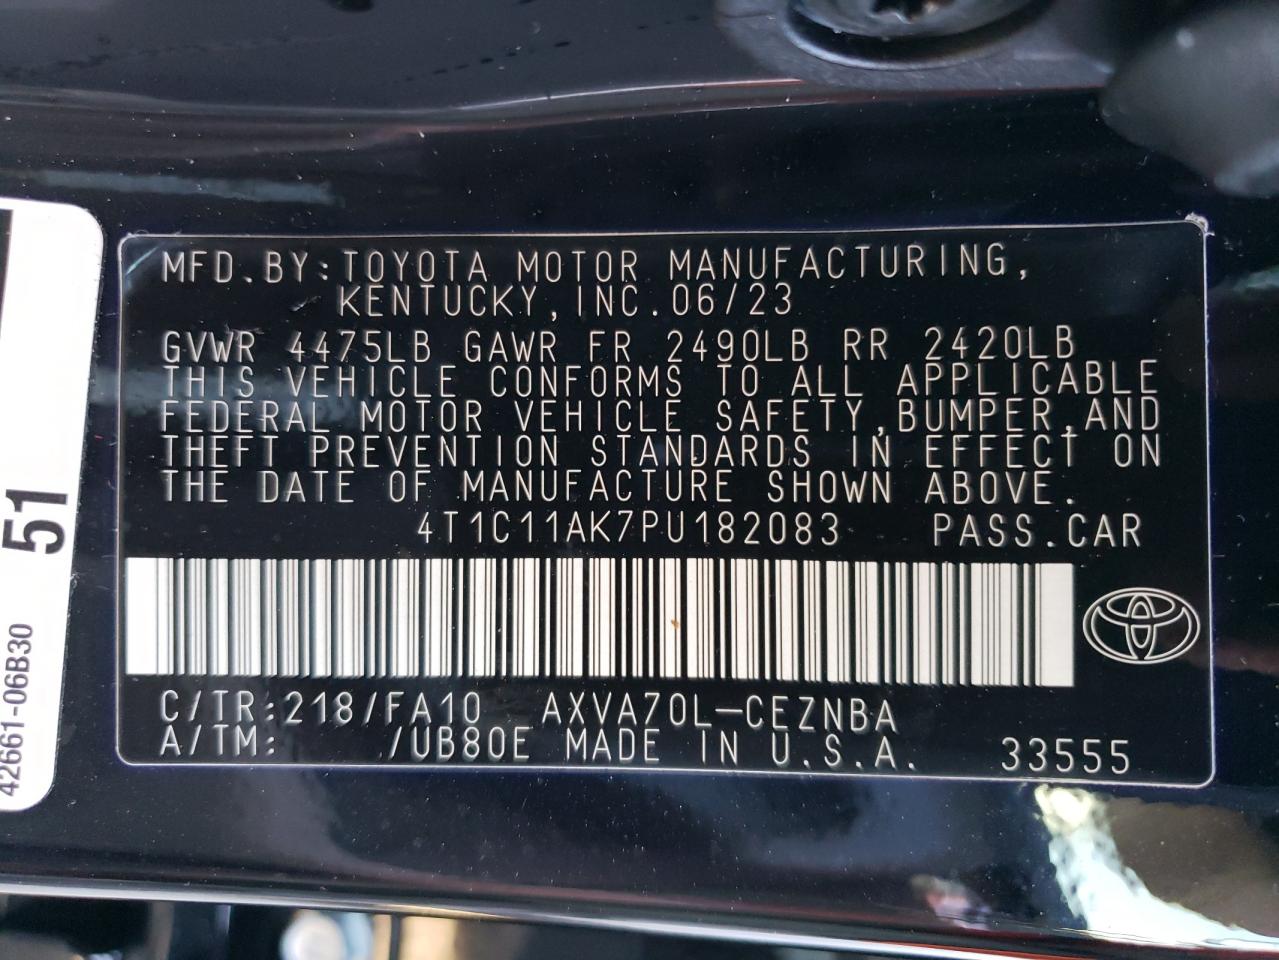 MFD.BY:TOYOTA MOTOR MANUFACTURING,
KENTUCKY,INC.06/23
GVWR 4475LB GAWR FR 2490LB RR 2420LB
THIS VEHICLE CONFORMS TO ALL APPLICABLE
FEDERAL MOTOR VEHICLE SAFETY,BUMPER,AND
THEFT PREVENTION STANDARDS IN EFFECT ON
THE DATE OF MANUFACTURE SHOWN ABOVE.
4T1C11AK7PU182083 PASS.CAR
C/TR:218/FA10 AXVA70L-CEZNBA
A/TM: /UB80E MADE IN U.S.A. 33555
51
42661-06B30